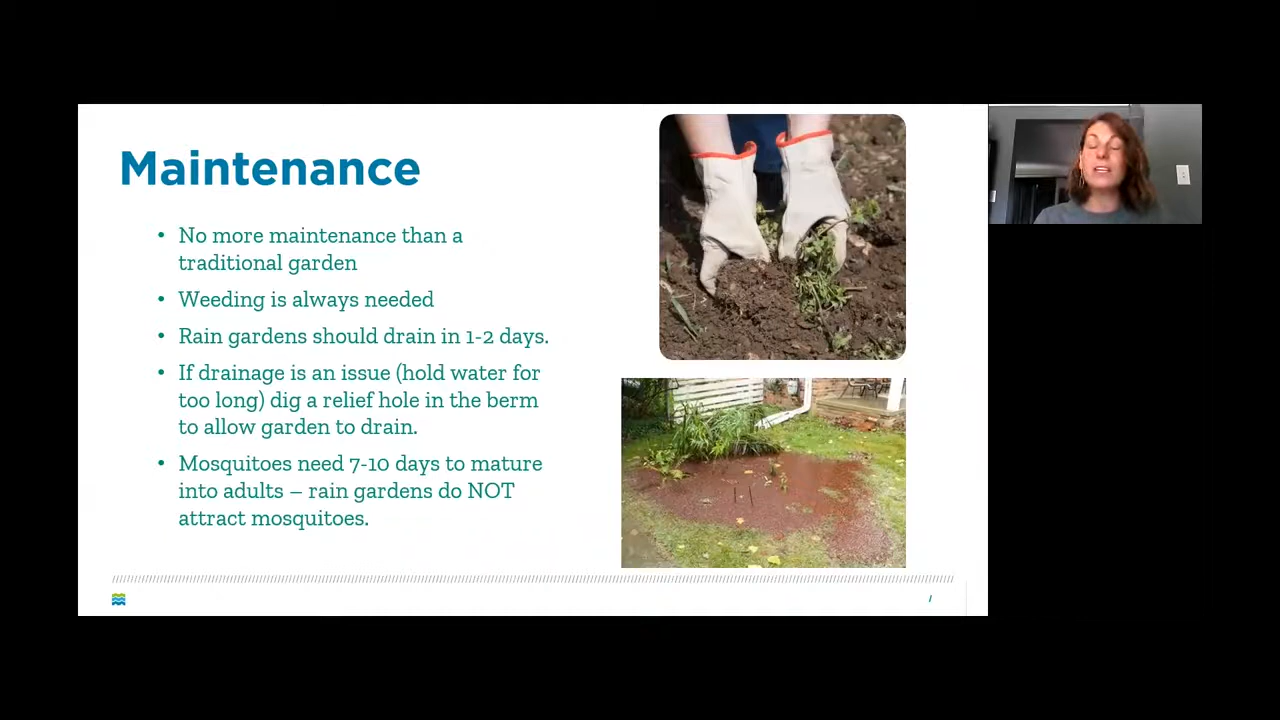 Maintenance
• No more maintenance than a
traditional garden
• Weeding is always needed
• Rain gardens should drain in 1-2 days.
• If drainage is an issue (hold water for
too long) dig a relief hole in the berm
to allow garden to drain.
• Mosquitoes need 7-10 days to mature
into adults – rain gardens do NOT
attract mosquitoes.
/